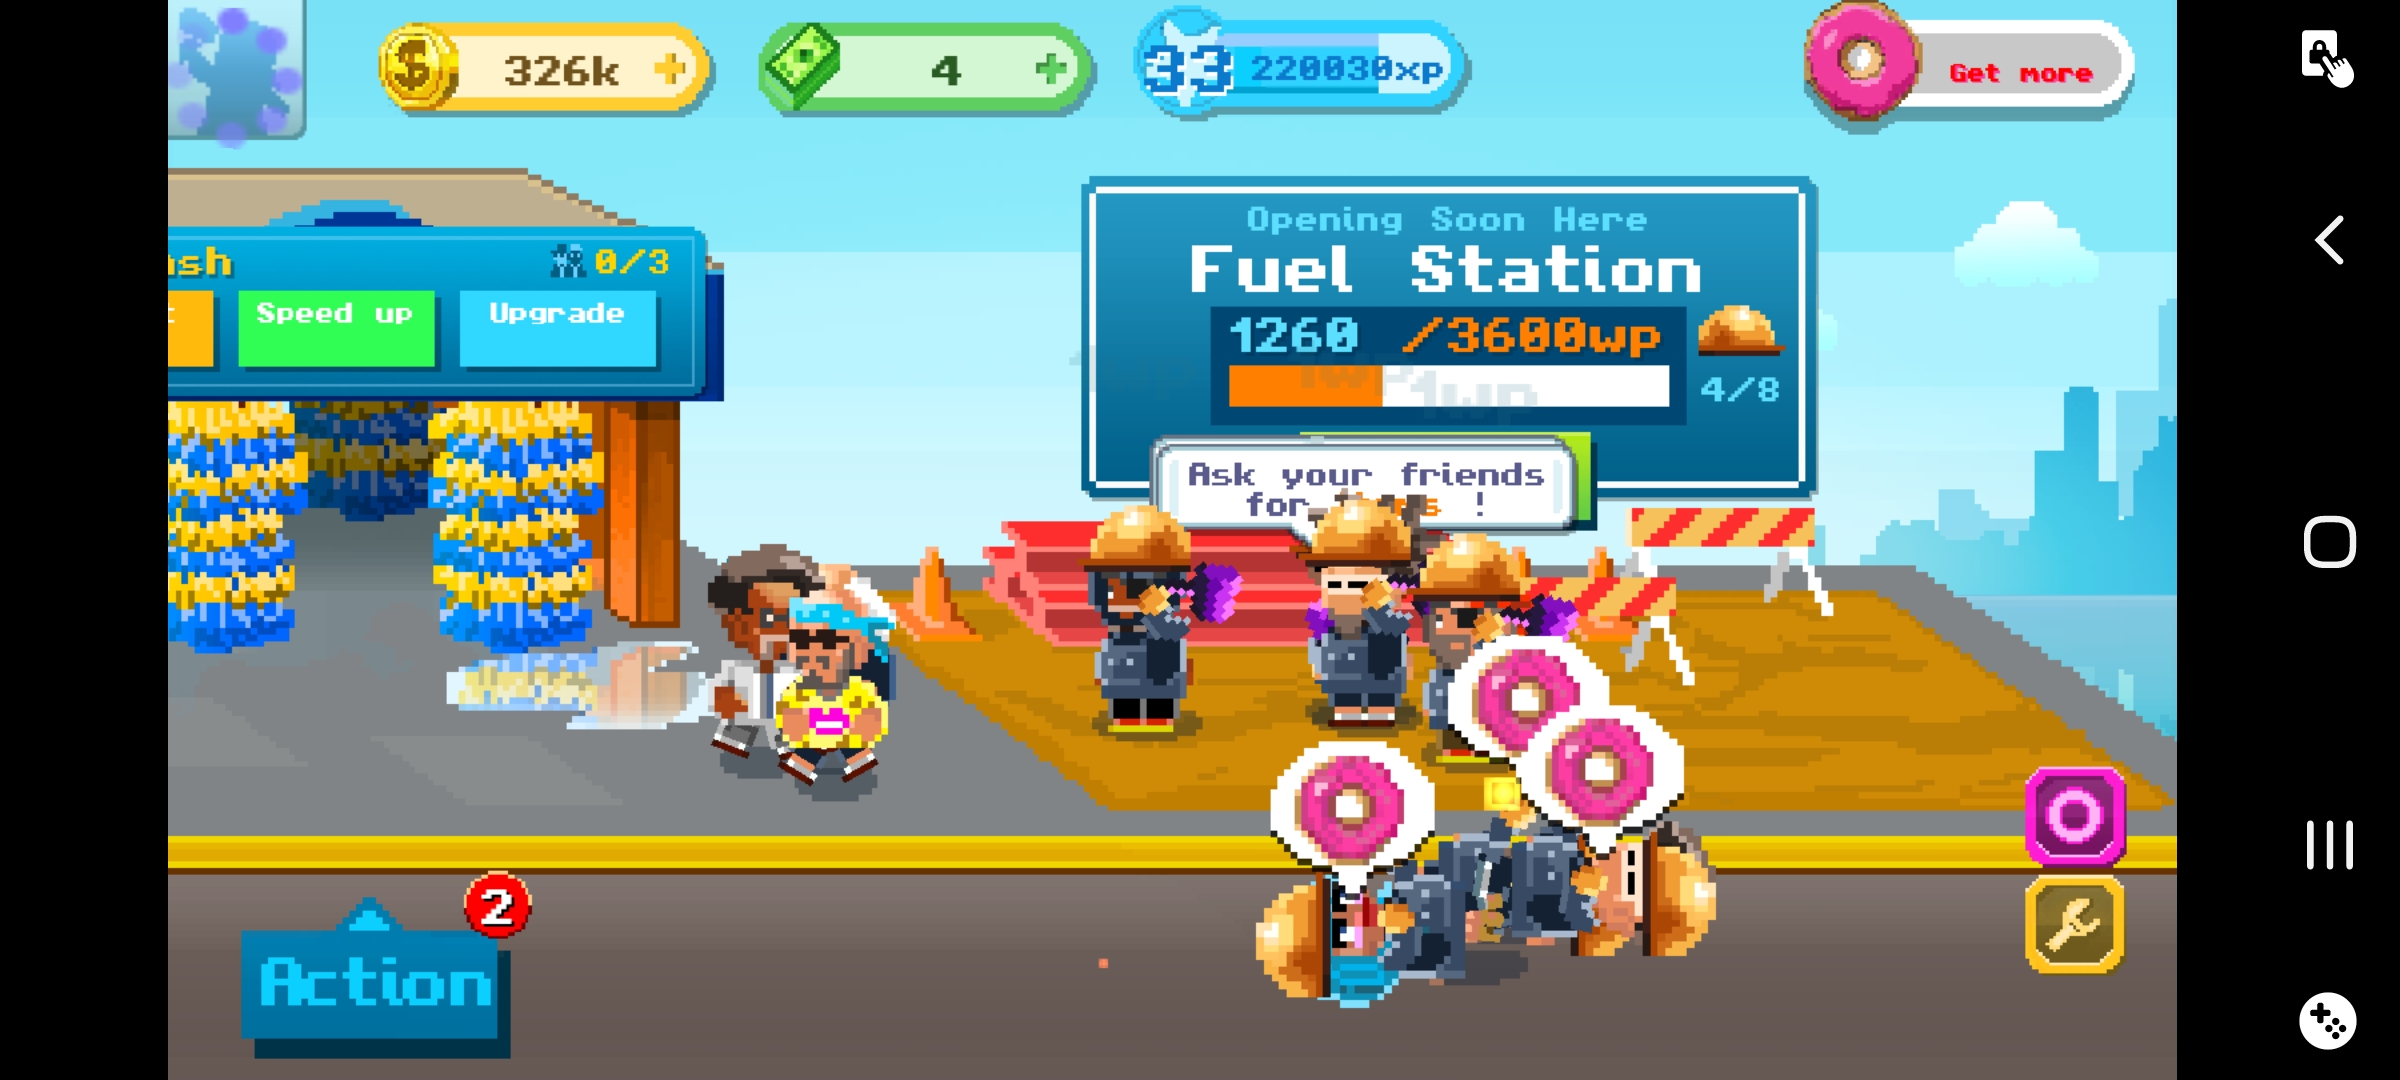 326k
4
33
220030xp
Get more
Opening Soon Here
Fuel Station
1260 /3600wp
4/8
1wp
0/3
Speed up
Upgrade
Ask your friends
for !
2
Action